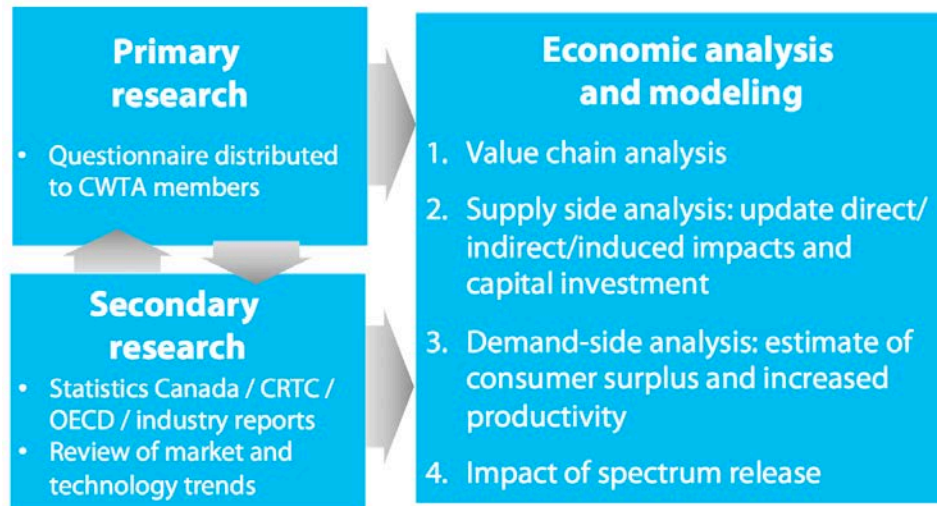 Primary
research
• Questionnaire distributed
to CWTA members
Secondary
research
• Statistics Canada / CRTC /
OECD / industry reports
• Review of market and
technology trends
Economic analysis
and modeling
1. Value chain analysis
2. Supply side analysis: update direct/
indirect/induced impacts and
capital investment
3. Demand-side analysis: estimate of
consumer surplus and increased
productivity
4. Impact of spectrum release